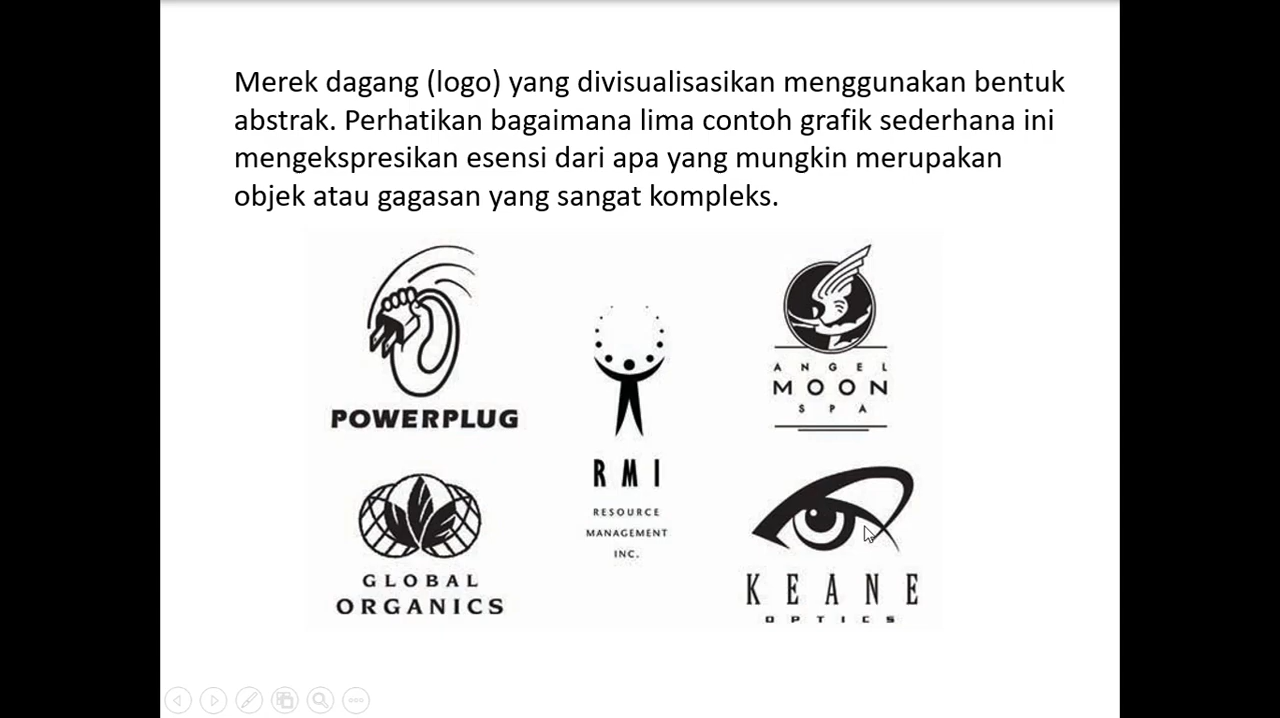 Merek dagang (logo) yang divisualisasikan menggunakan bentuk
abstrak. Perhatikan bagaimana lima contoh grafik sederhana ini
mengekspresikan esensi dari apa yang mungkin merupakan
objek atau gagasan yang sangat kompleks.
POWERPLUG
RMI
RESOURCE
MANAGEMENT
INC.
ANGEL
MOON
SPA
GLOBAL
ORGANICS
KEANE
OPTICS